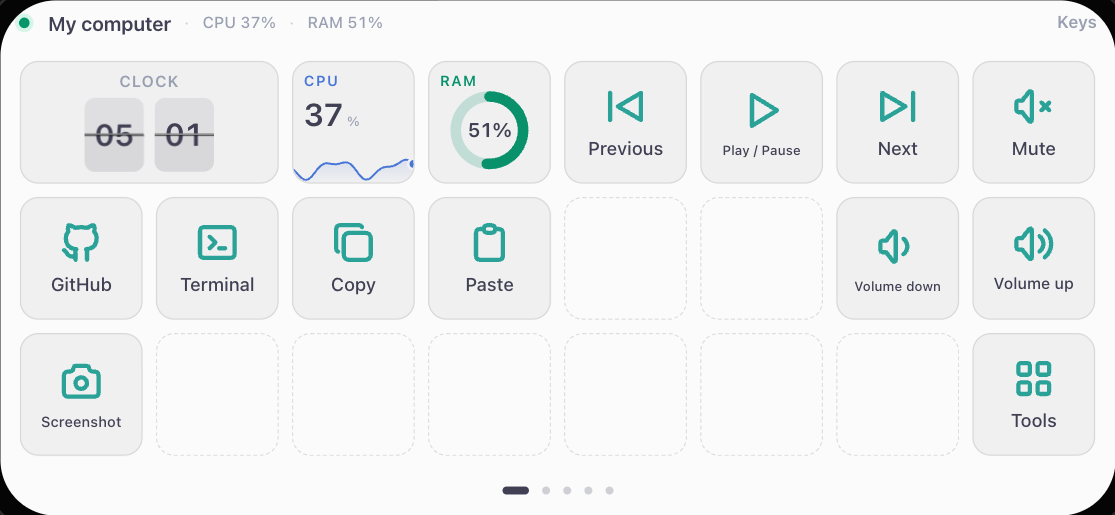 My computer · CPU 37% · RAM 51%
Keys
CLOCK
05 01
CPU
37 %
RAM
51%
Previous
Play / Pause
Next
Mute
GitHub
Terminal
Copy
Paste
Volume down
Volume up
Screenshot
Tools